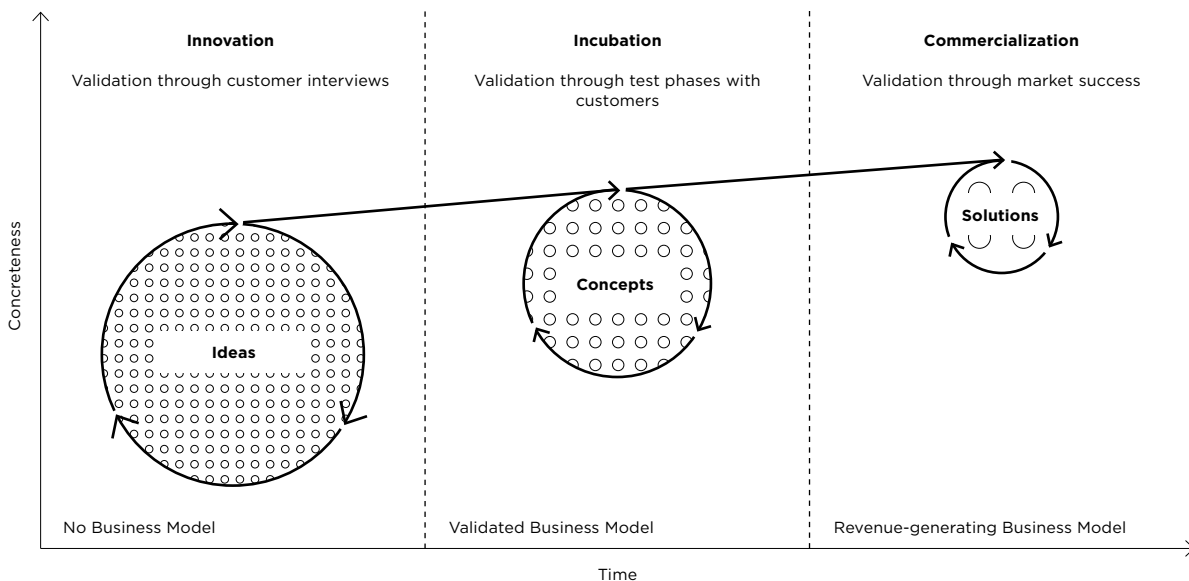 Innovation
Validation through customer interviews
Incubation
Validation through test phases with
customers
Commercialization
Validation through market success
Concreteness
Ideas
Concepts
Solutions
No Business Model
Validated Business Model
Revenue-generating Business Model
Time